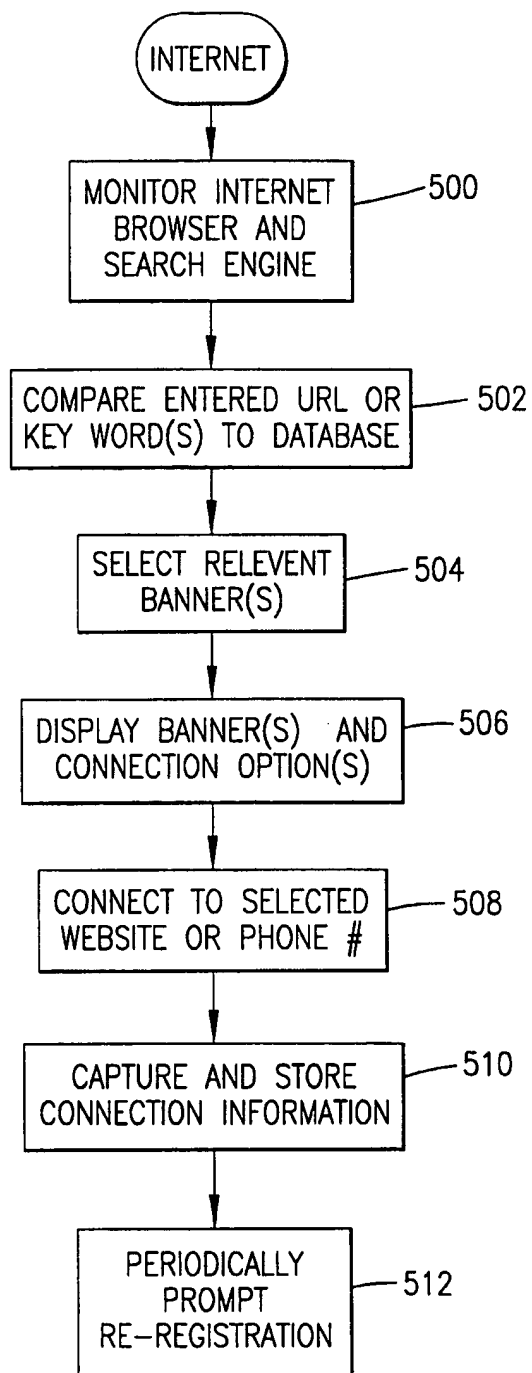 INTERNET
MONITOR INTERNET
BROWSER AND
SEARCH ENGINE
500
COMPARE ENTERED URL OR
KEY WORD(S) TO DATABASE
502
SELECT RELEVENT
BANNER(S)
504
DISPLAY BANNER(S) AND
CONNECTION OPTION(S)
506
CONNECT TO SELECTED
WEBSITE OR PHONE #
508
CAPTURE AND STORE
CONNECTION INFORMATION
510
PERIODICALLY
PROMPT
RE-REGISTRATION
512